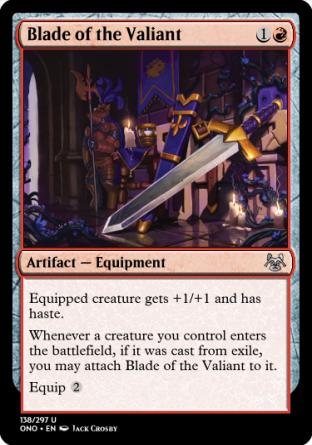 Blade of the Valiant 1
Artifact — Equipment
Equipped creature gets +1/+1 and has
haste.
Whenever a creature you control enters
the battlefield, if it was cast from exile,
you may attach Blade of the Valiant to it.
Equip 2
138/297 U
ONO • EN Jack Crosby